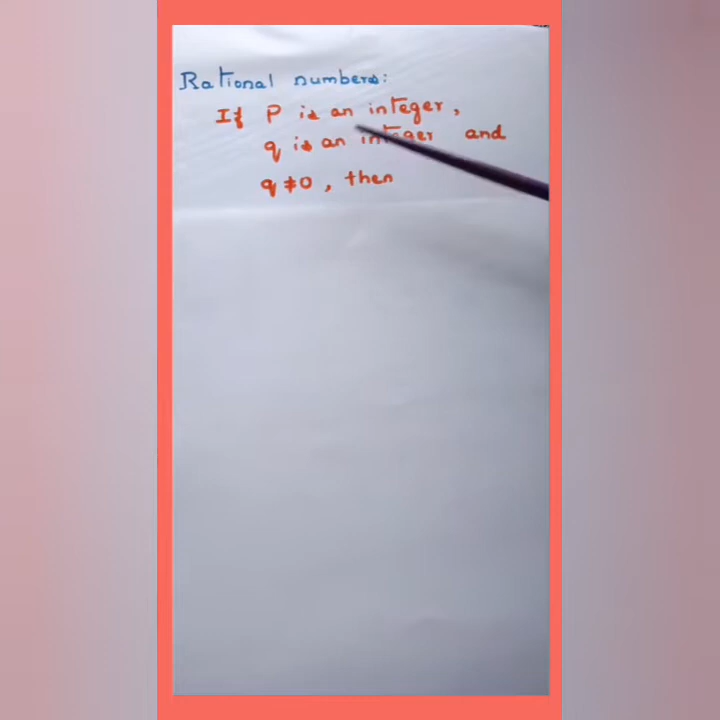 Rational numbers:
If P is an integer,
q is an integer and
q ≠ 0, then